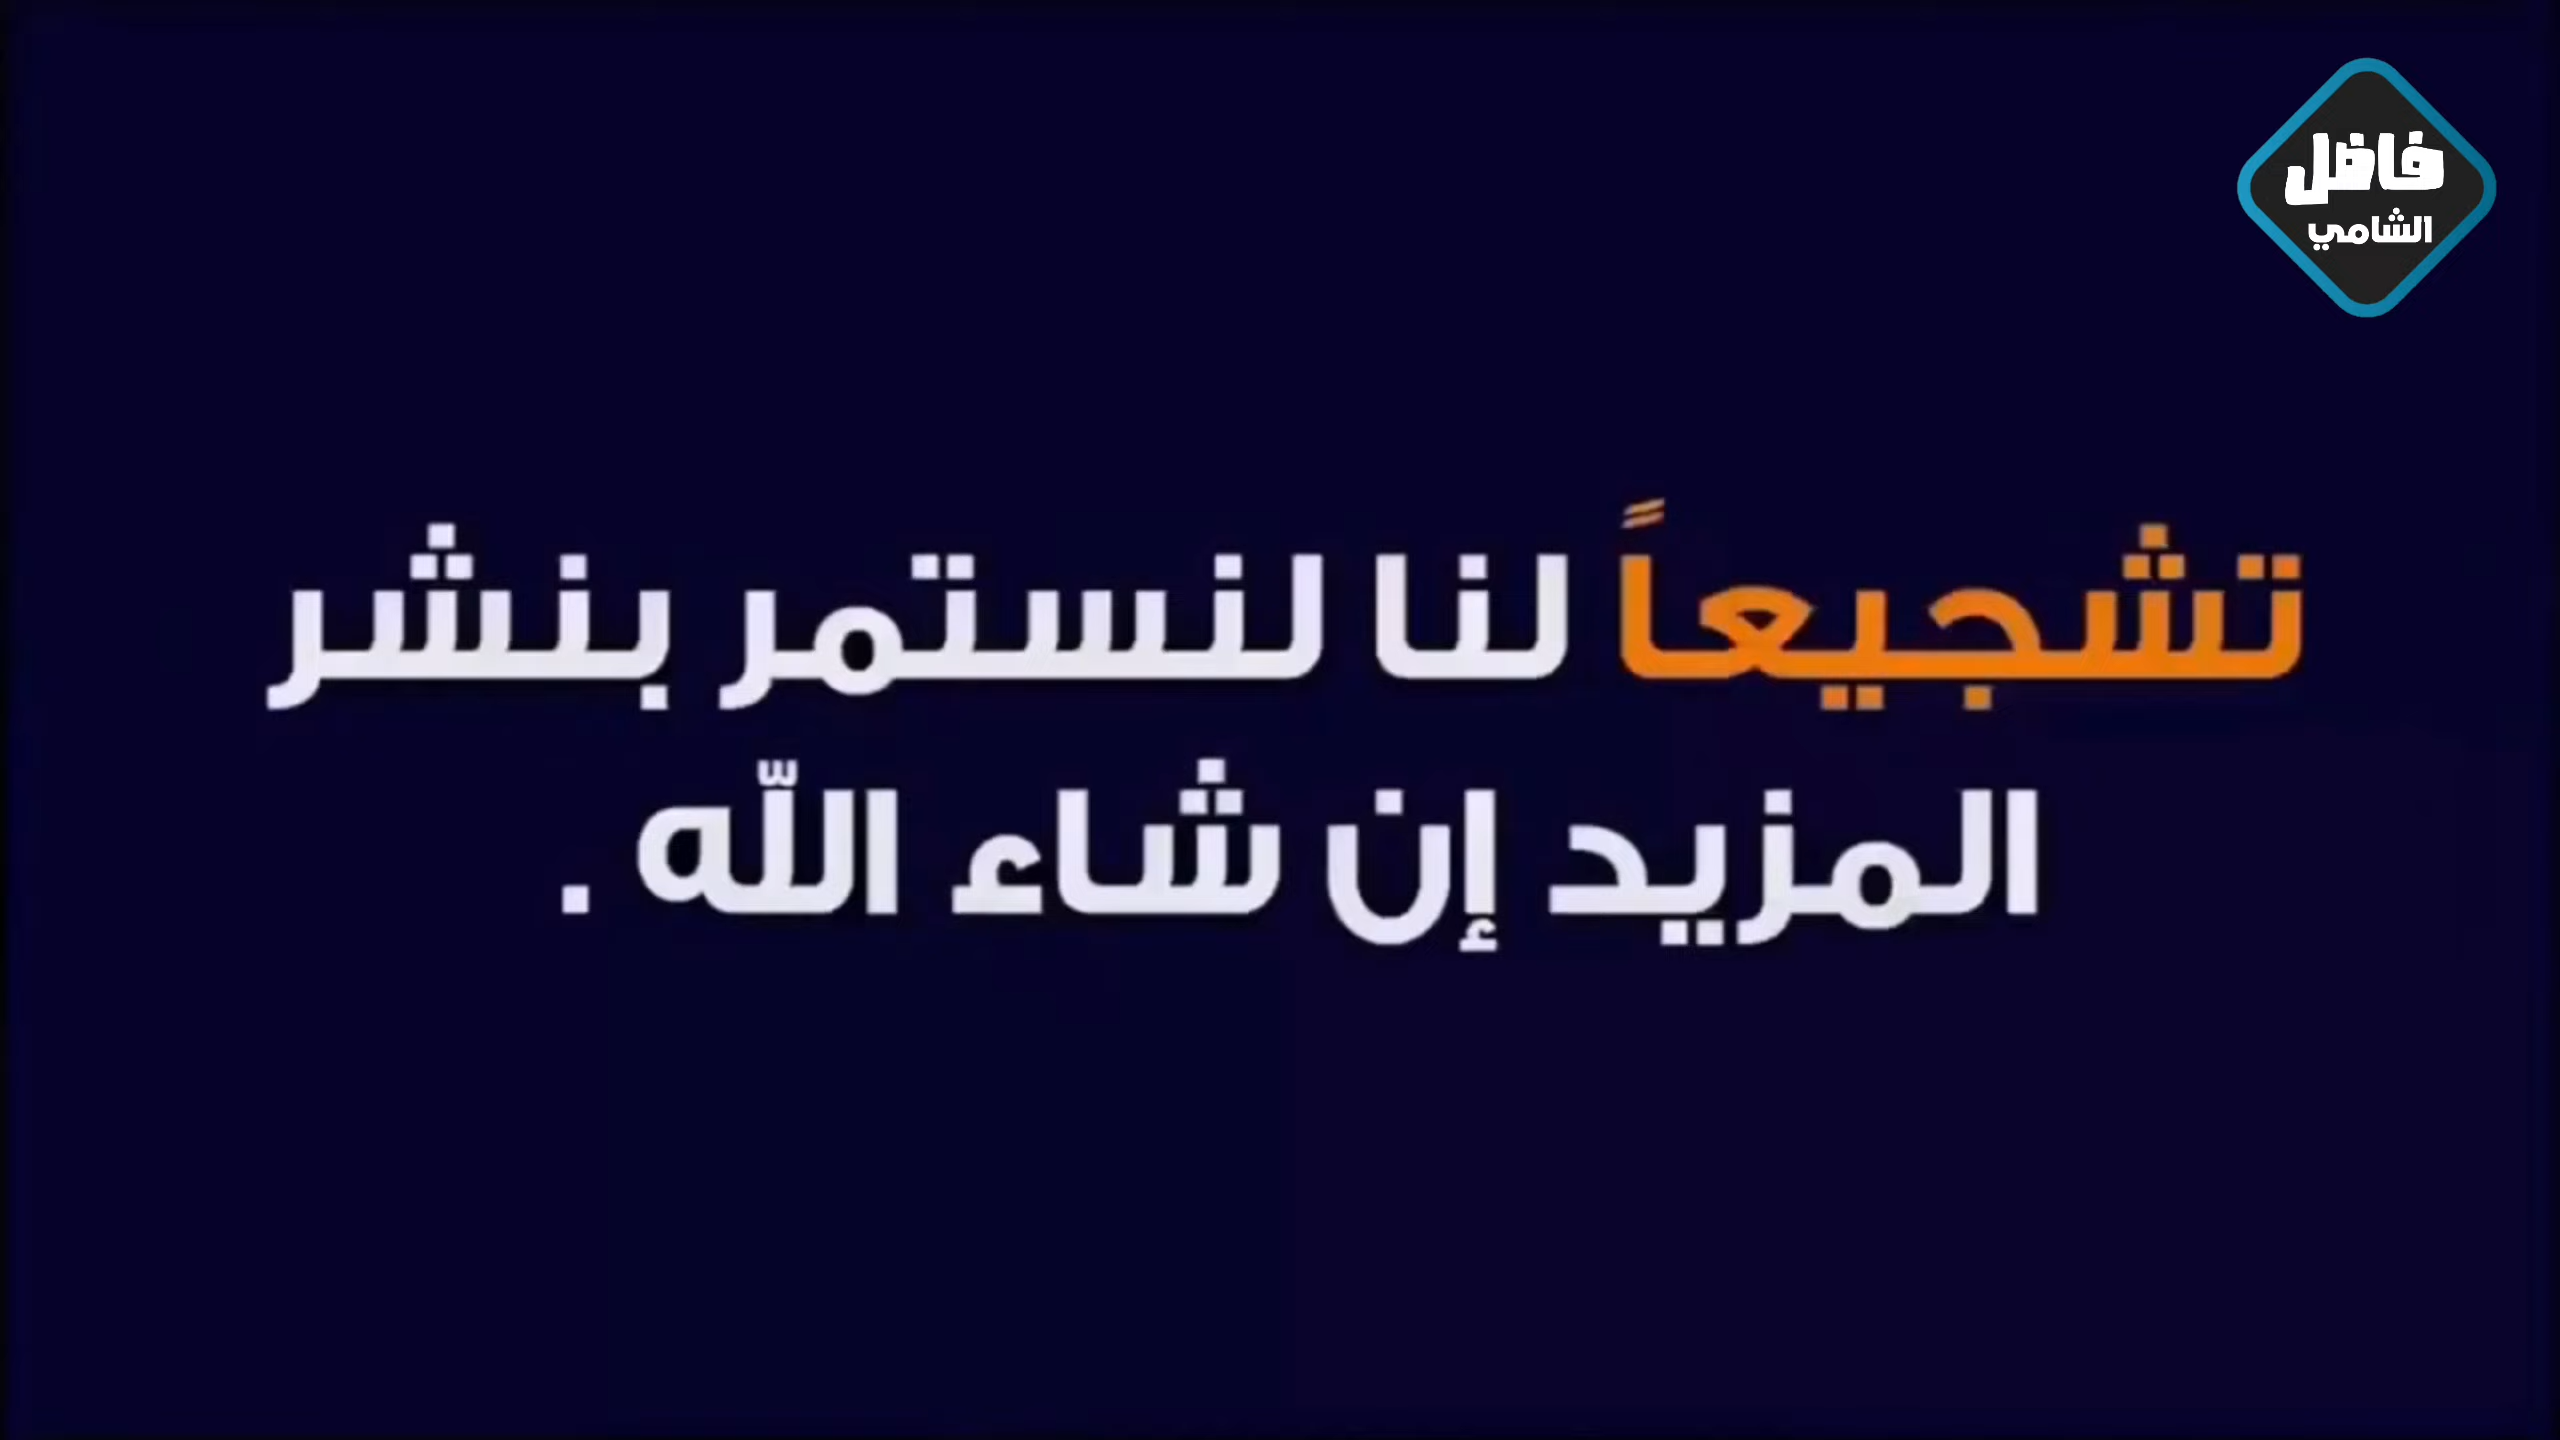 فاضل
الشامي
تشجيعاً لنا لنستمر بنشر
المزيد إن شاء اللّه .